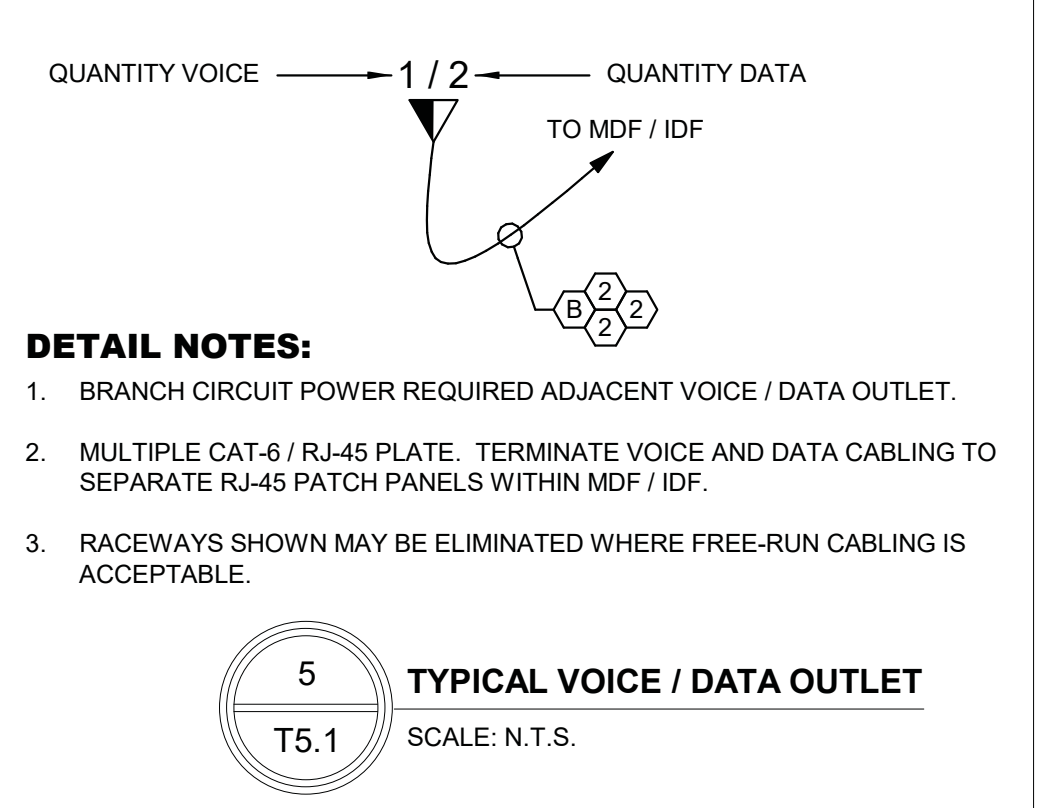 QUANTITY VOICE 1 / 2 QUANTITY DATA
TO MDF / IDF
B 2 2 2
DETAIL NOTES:
1. BRANCH CIRCUIT POWER REQUIRED ADJACENT VOICE / DATA OUTLET.
2. MULTIPLE CAT-6 / RJ-45 PLATE. TERMINATE VOICE AND DATA CABLING TO
SEPARATE RJ-45 PATCH PANELS WITHIN MDF / IDF.
3. RACEWAYS SHOWN MAY BE ELIMINATED WHERE FREE-RUN CABLING IS
ACCEPTABLE.
5
T5.1
TYPICAL VOICE / DATA OUTLET
SCALE: N.T.S.